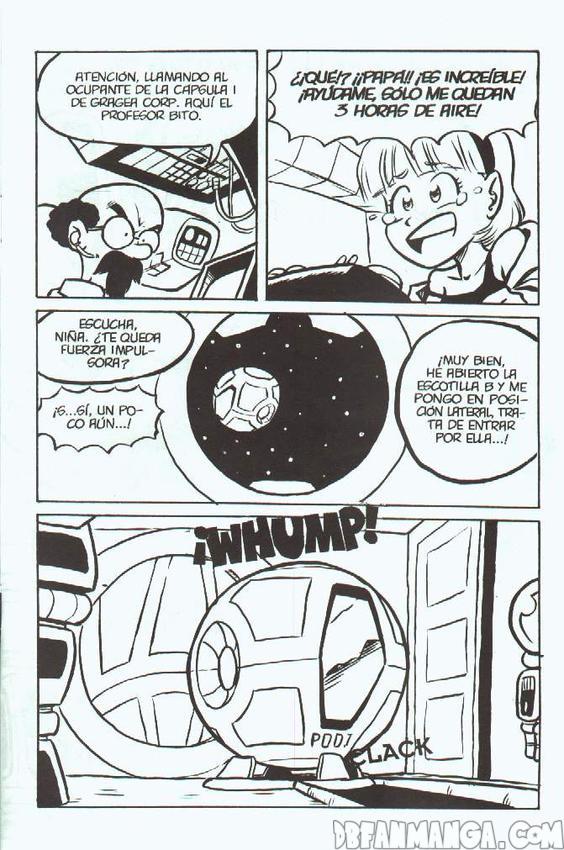 ATENCIÓN, LLAMANDO AL
OCUPANTE DE LA CAPSULA 1
DE GRAGEA CORP. AQUÍ EL
PROFESOR BITO.
¿¡QUÉ!? ¡¡PAPÁ!! ¡ES INCREÍBLE!
¡AYÚDAME, SÓLO ME QUEDAN
3 HORAS DE AIRE!
ESCUCHA,
NIÑA. ¿TE QUEDA
FUERZA IMPUL-
SORA?
¡S...SÍ, UN PO-
CO AÚN...!
¡MUY BIEN,
HE ABIERTO LA
ESCOTILLA B Y ME
PONGO EN POSI-
CIÓN LATERAL, TRA-
TA DE ENTRAR
POR ELLA...!
¡WHUMP!
POD1
CLACK
DBFANMANGA.COM